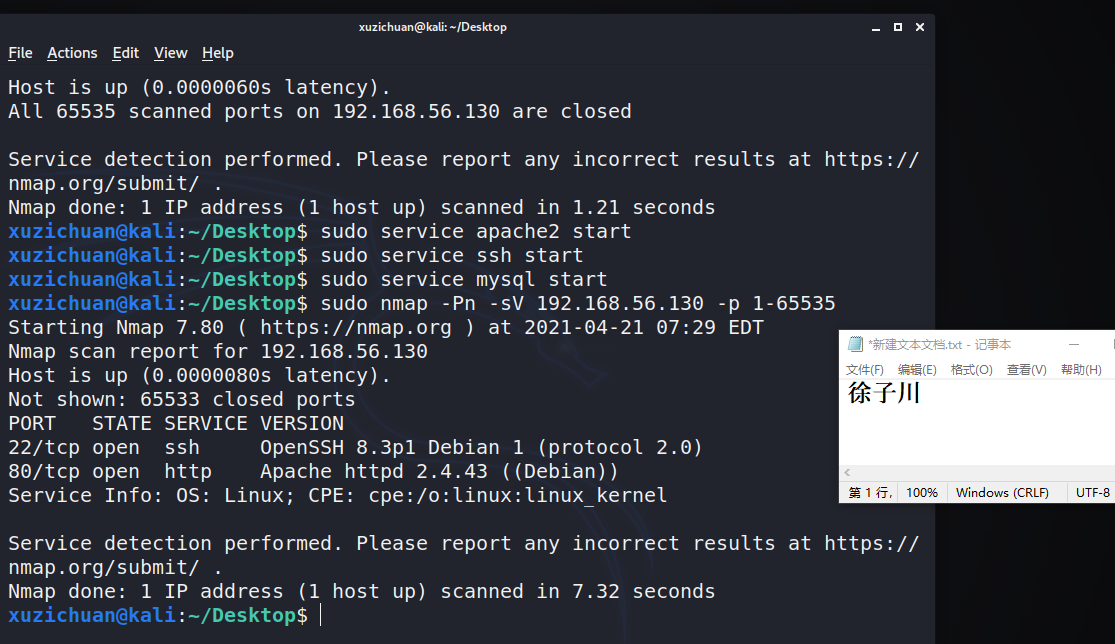 xuzichuan@kali: ~/Desktop
File Actions Edit View Help
Host is up (0.0000060s latency).
All 65535 scanned ports on 192.168.56.130 are closed
Service detection performed. Please report any incorrect results at https://
nmap.org/submit/ .
Nmap done: 1 IP address (1 host up) scanned in 1.21 seconds
xuzichuan@kali:~/Desktop$ sudo service apache2 start
xuzichuan@kali:~/Desktop$ sudo service ssh start
xuzichuan@kali:~/Desktop$ sudo service mysql start
xuzichuan@kali:~/Desktop$ sudo nmap -Pn -sV 192.168.56.130 -p 1-65535
Starting Nmap 7.80 ( https://nmap.org ) at 2021-04-21 07:29 EDT
Nmap scan report for 192.168.56.130
Host is up (0.0000080s latency).
Not shown: 65533 closed ports
PORT   STATE SERVICE VERSION
22/tcp open  ssh     OpenSSH 8.3p1 Debian 1 (protocol 2.0)
80/tcp open  http    Apache httpd 2.4.43 ((Debian))
Service Info: OS: Linux; CPE: cpe:/o:linux:linux_kernel
Service detection performed. Please report any incorrect results at https://
nmap.org/submit/ .
Nmap done: 1 IP address (1 host up) scanned in 7.32 seconds
xuzichuan@kali:~/Desktop$
*新建文本文档.txt - 记事本
文件(F) 编辑(E) 格式(O) 查看(V) 帮助(H)
徐子川
第 1 行, 100% Windows (CRLF) UTF-8